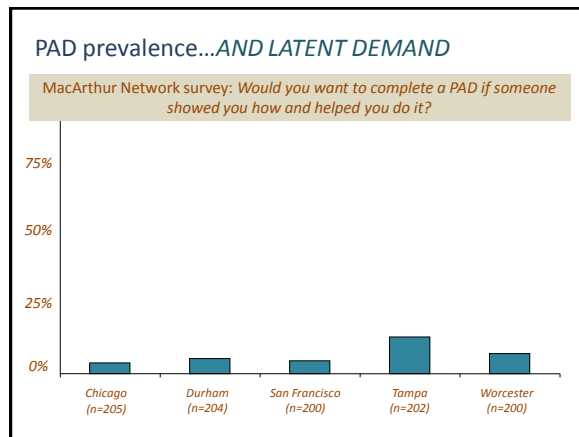 PAD prevalence...AND LATENT DEMAND
MacArthur Network survey: Would you want to complete a PAD if someone
showed you how and helped you do it?
75%
50%
25%
0%
Chicago
(n=205)
Durham
(n=204)
San Francisco
(n=200)
Tampa
(n=202)
Worcester
(n=200)